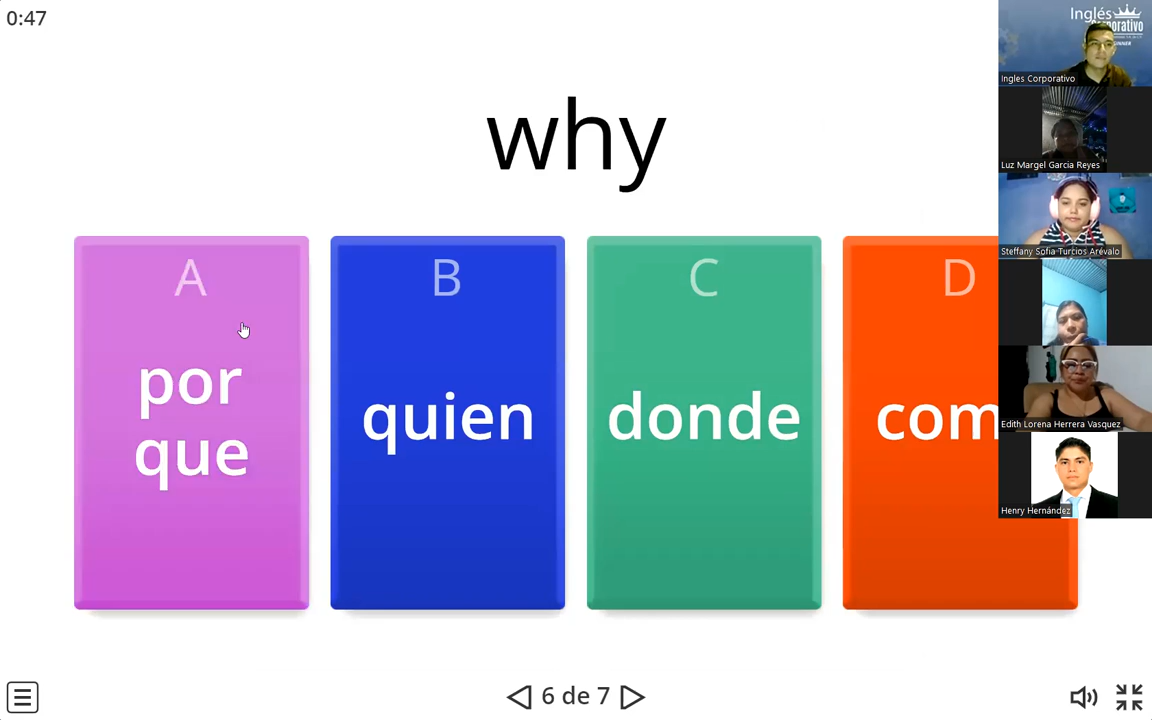 0:47
why
A
B
C
D
por
que
quien
donde
com
6 de 7
Inglés
Corporativo
Ingles Corporativo
Luz Margel Garcia Reyes
Steffany Sofia Turcios Arévalo
Edith Lorena Herrera Vasquez
Henry Hernández